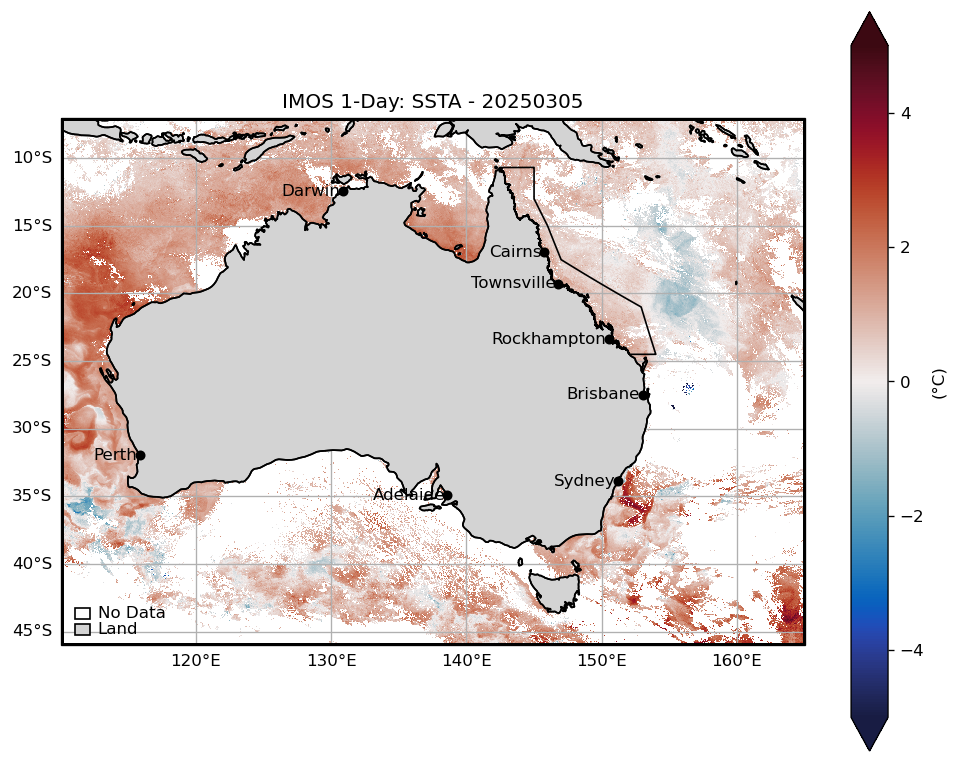 IMOS 1-Day: SSTA - 20250305
10°S
15°S
20°S
25°S
30°S
35°S
40°S
45°S
Darwin
Cairns
Townsville
Rockhampton
Brisbane
Perth
Sydney
Adelaide
No Data
Land
120°E
130°E
140°E
150°E
160°E
4
2
0
−2
−4
(°C)